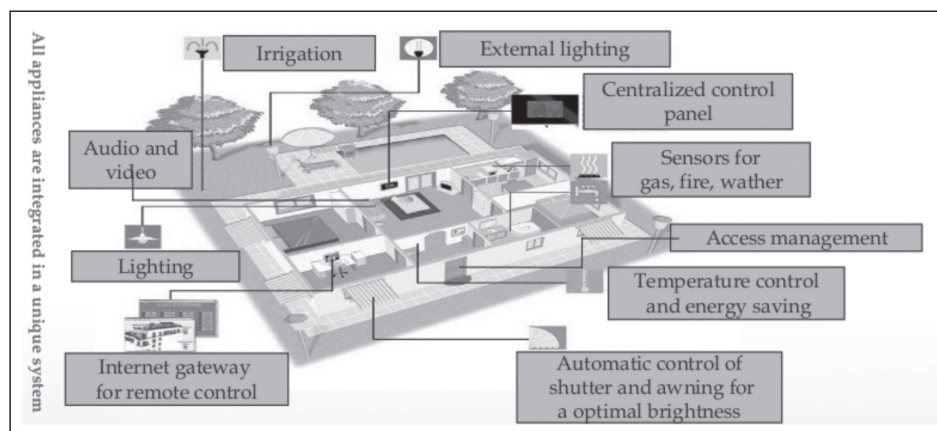 All appliances are integrated in a unique system
Irrigation
External lighting
Centralized control
panel
Audio and
video
Sensors for
gas, fire, wather
Access management
Lighting
Temperature control
and energy saving
Internet gateway
for remote control
Automatic control of
shutter and awning for
a optimal brightness